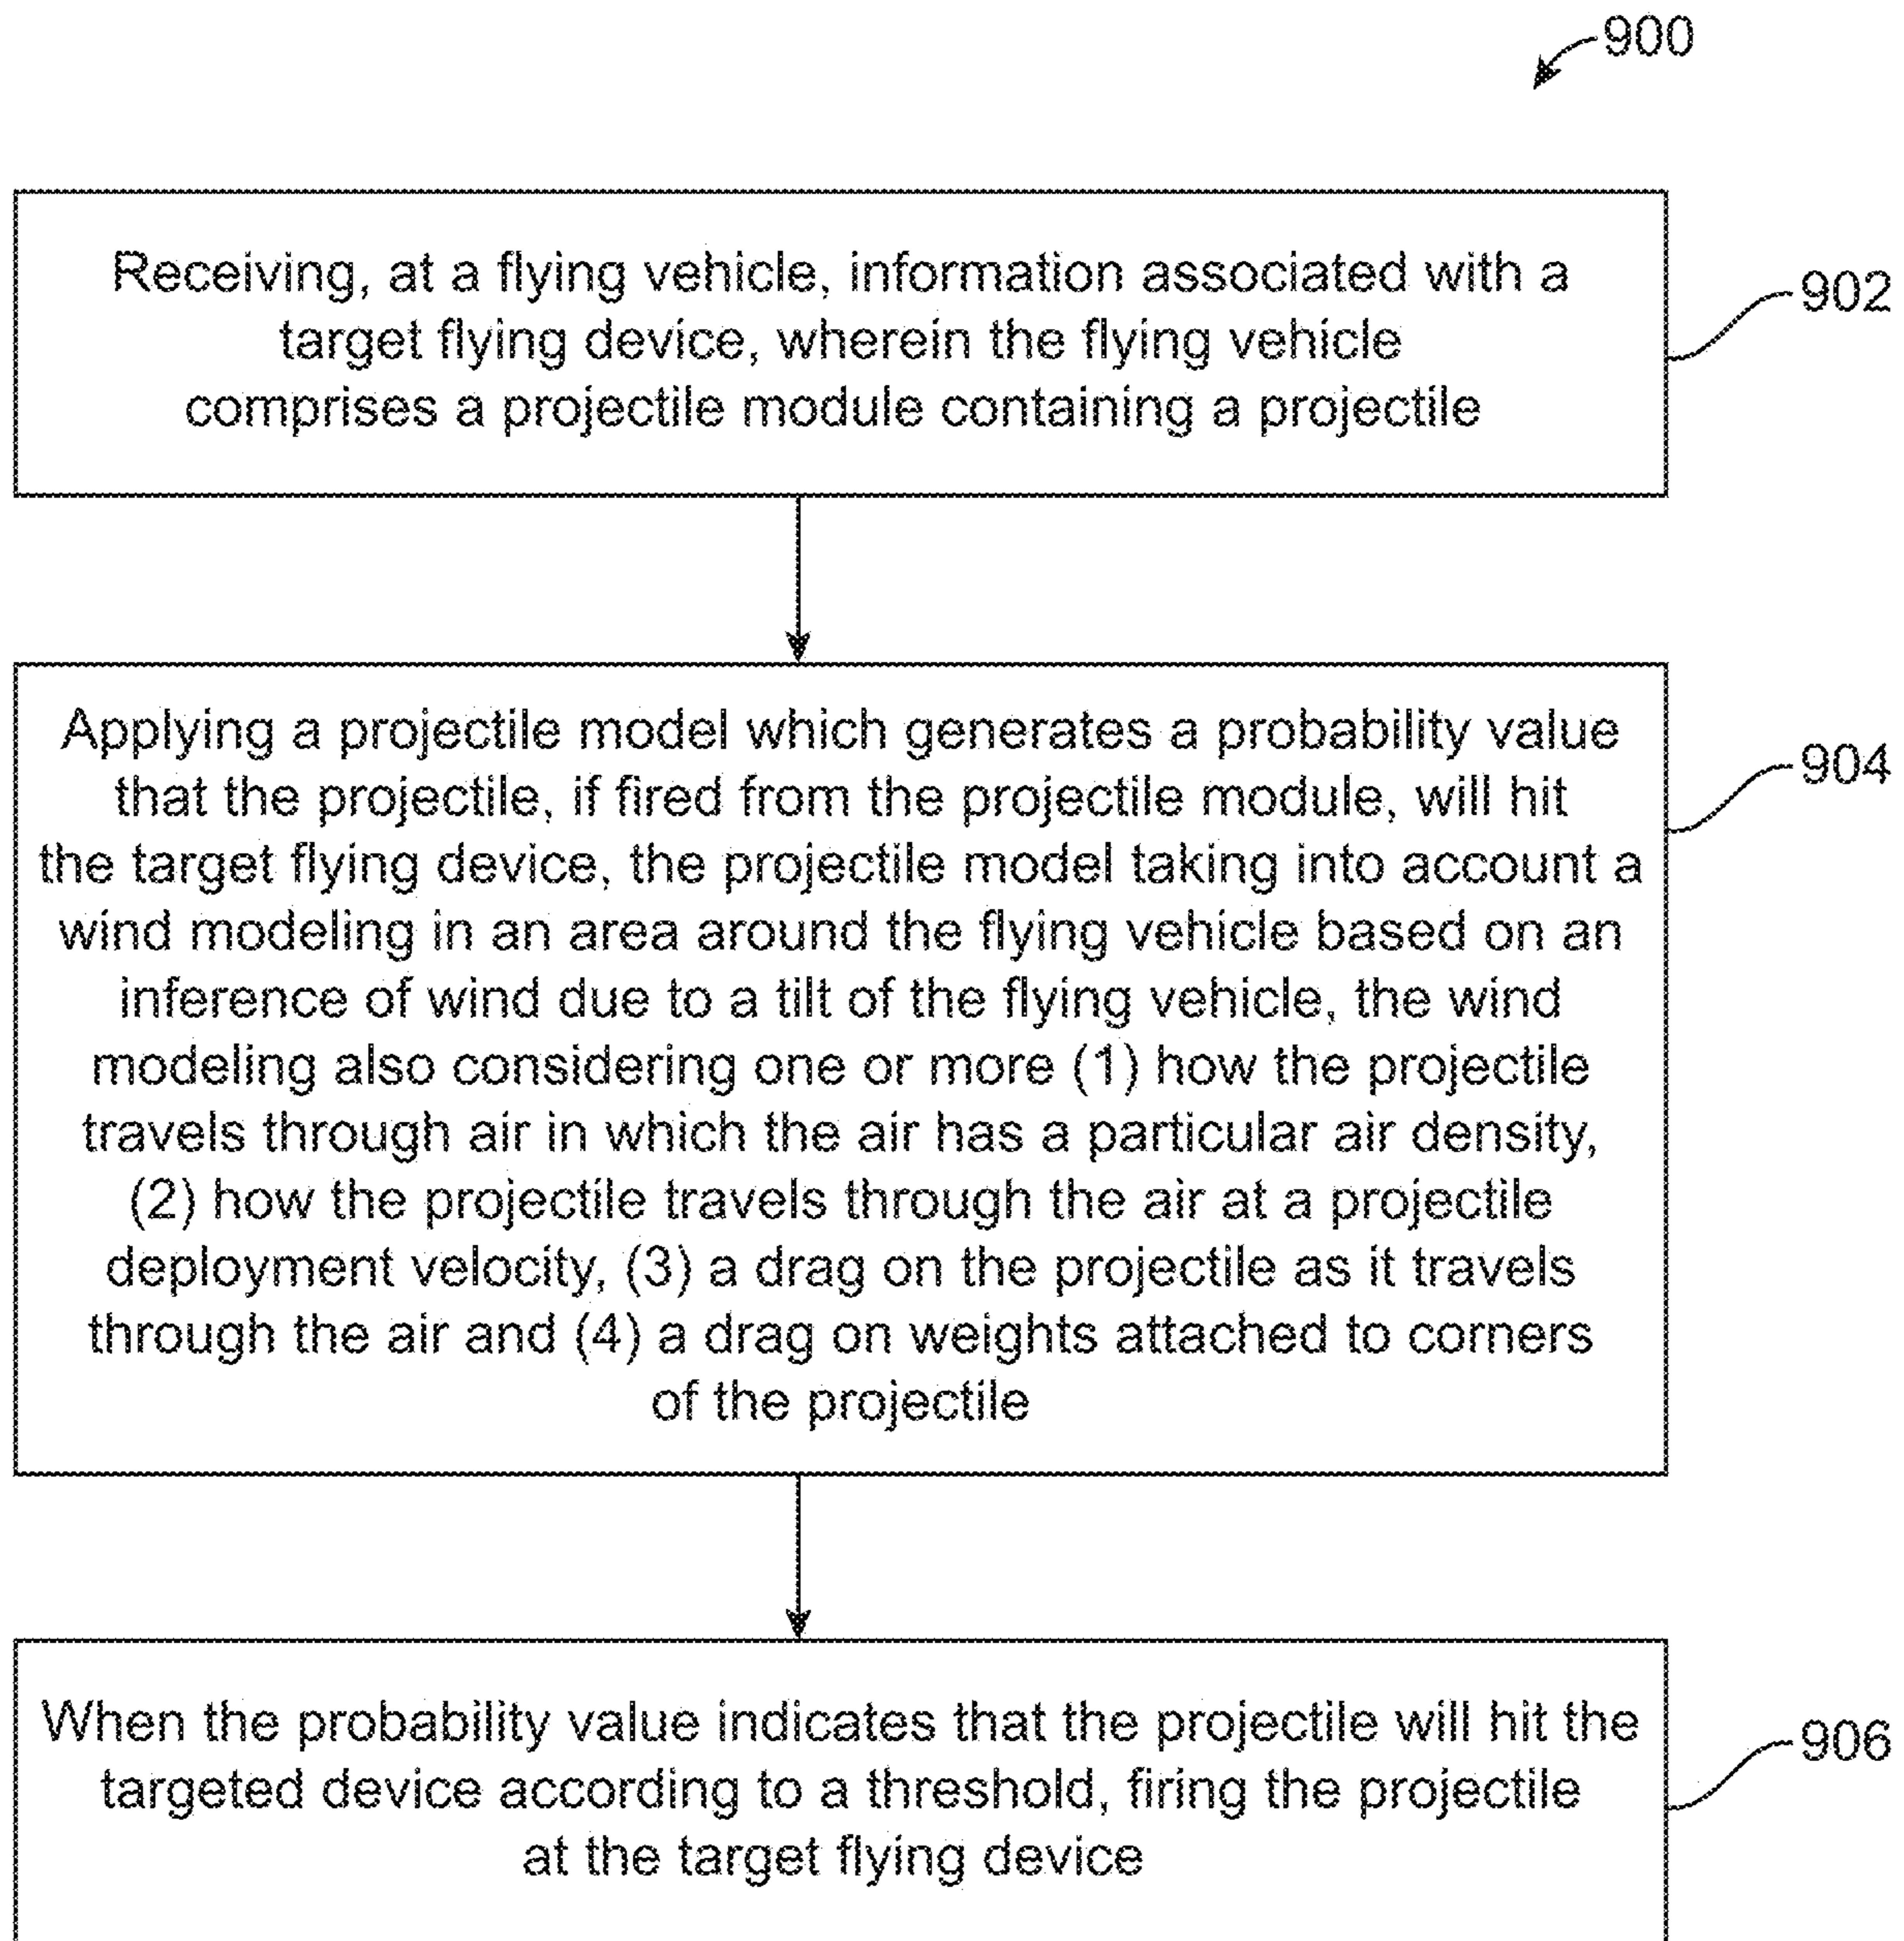 900
Receiving, at a flying vehicle, information associated with a
target flying device, wherein the flying vehicle
comprises a projectile module containing a projectile
902
Applying a projectile model which generates a probability value
that the projectile, if fired from the projectile module, will hit
the target flying device, the projectile model taking into account a
wind modeling in an area around the flying vehicle based on an
inference of wind due to a tilt of the flying vehicle, the wind
modeling also considering one or more (1) how the projectile
travels through air in which the air has a particular air density,
(2) how the projectile travels through the air at a projectile
deployment velocity, (3) a drag on the projectile as it travels
through the air and (4) a drag on weights attached to corners
of the projectile
904
When the probability value indicates that the projectile will hit the
targeted device according to a threshold, firing the projectile
at the target flying device
906